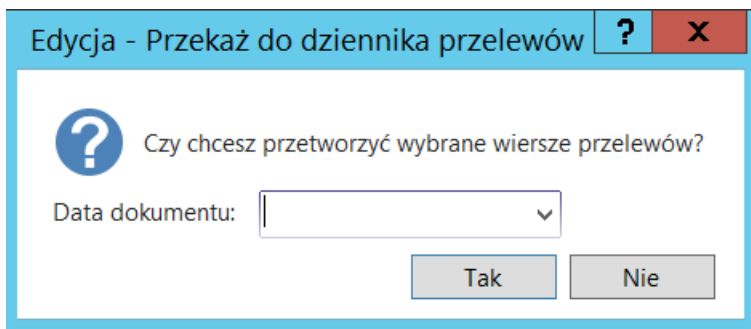 Edycja - Przekaż do dziennika przelewów ? X
? Czy chcesz przetworzyć wybrane wiersze przelewów?
Data dokumentu:
Tak Nie